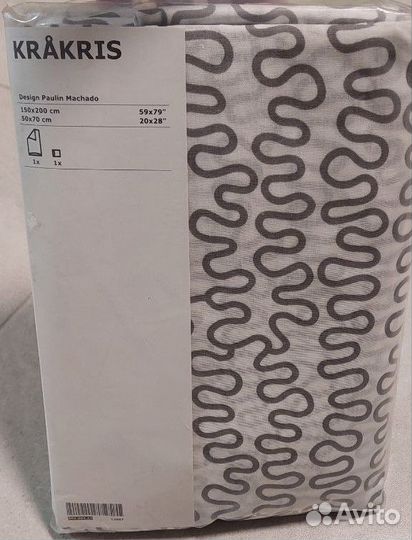 KRÅKRIS
Design Paulin Machado
150x200 cm 59x79"
50x70 cm 20x28"
1x 1x
Avito